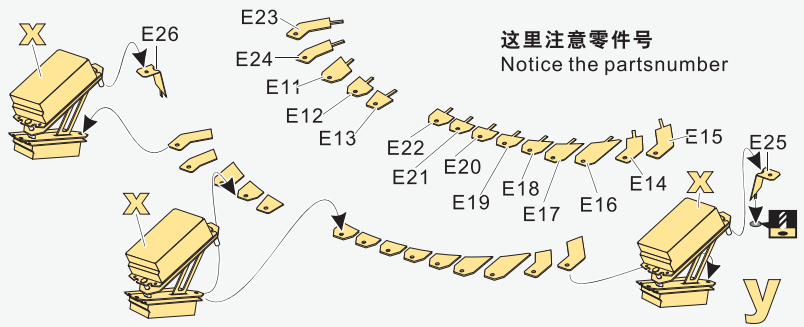 E23
x
E26
E24
这里注意零件号
Notice the partsnumber
E11
E12
E13
E22
E21
E20
E19
E18
E17
E16
E14
E15
E25
x
x
y